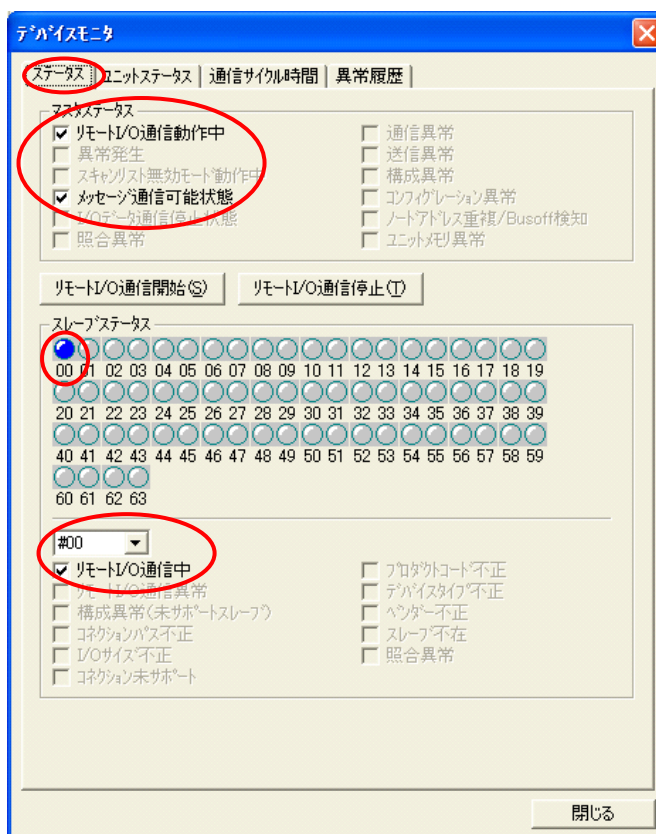 デバイスモニタ
ステータス ユニットステータス 通信サイクル時間 異常履歴
マスタステータス
リモートI/O通信動作中 通信異常
異常発生 送信異常
スキャンリスト無効モード動作中 構成異常
メッセージ通信可能状態 コンフィグレーション異常
I/Oデータ通信停止状態 ノードアドレス重複/Busoff検知
照合異常 ユニットメモリ異常
リモートI/O通信開始(S) リモートI/O通信停止(T)
スレーブステータス
00 01 02 03 04 05 06 07 08 09 10 11 12 13 14 15 16 17 18 19
20 21 22 23 24 25 26 27 28 29 30 31 32 33 34 35 36 37 38 39
40 41 42 43 44 45 46 47 48 49 50 51 52 53 54 55 56 57 58 59
60 61 62 63
#00
リモートI/O通信中 プロダクトコード不正
リモートI/O通信異常 デバイスタイプ不正
構成異常(未サポートスレーブ) ベンダー不正
コネクションパス不正 スレーブ不在
I/Oサイズ不正 照合異常
コネクション未サポート
閉じる